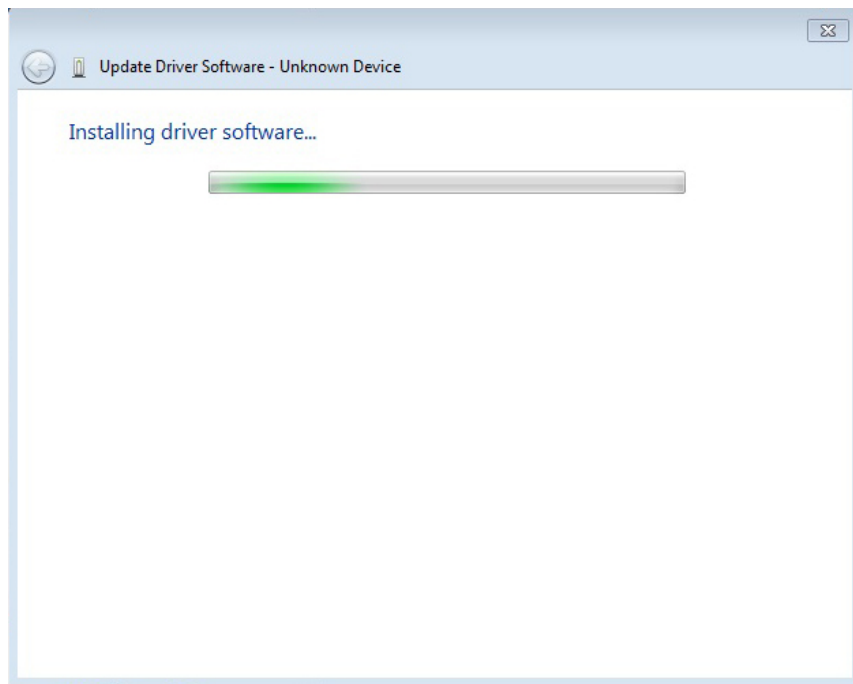 Update Driver Software - Unknown Device
Installing driver software...